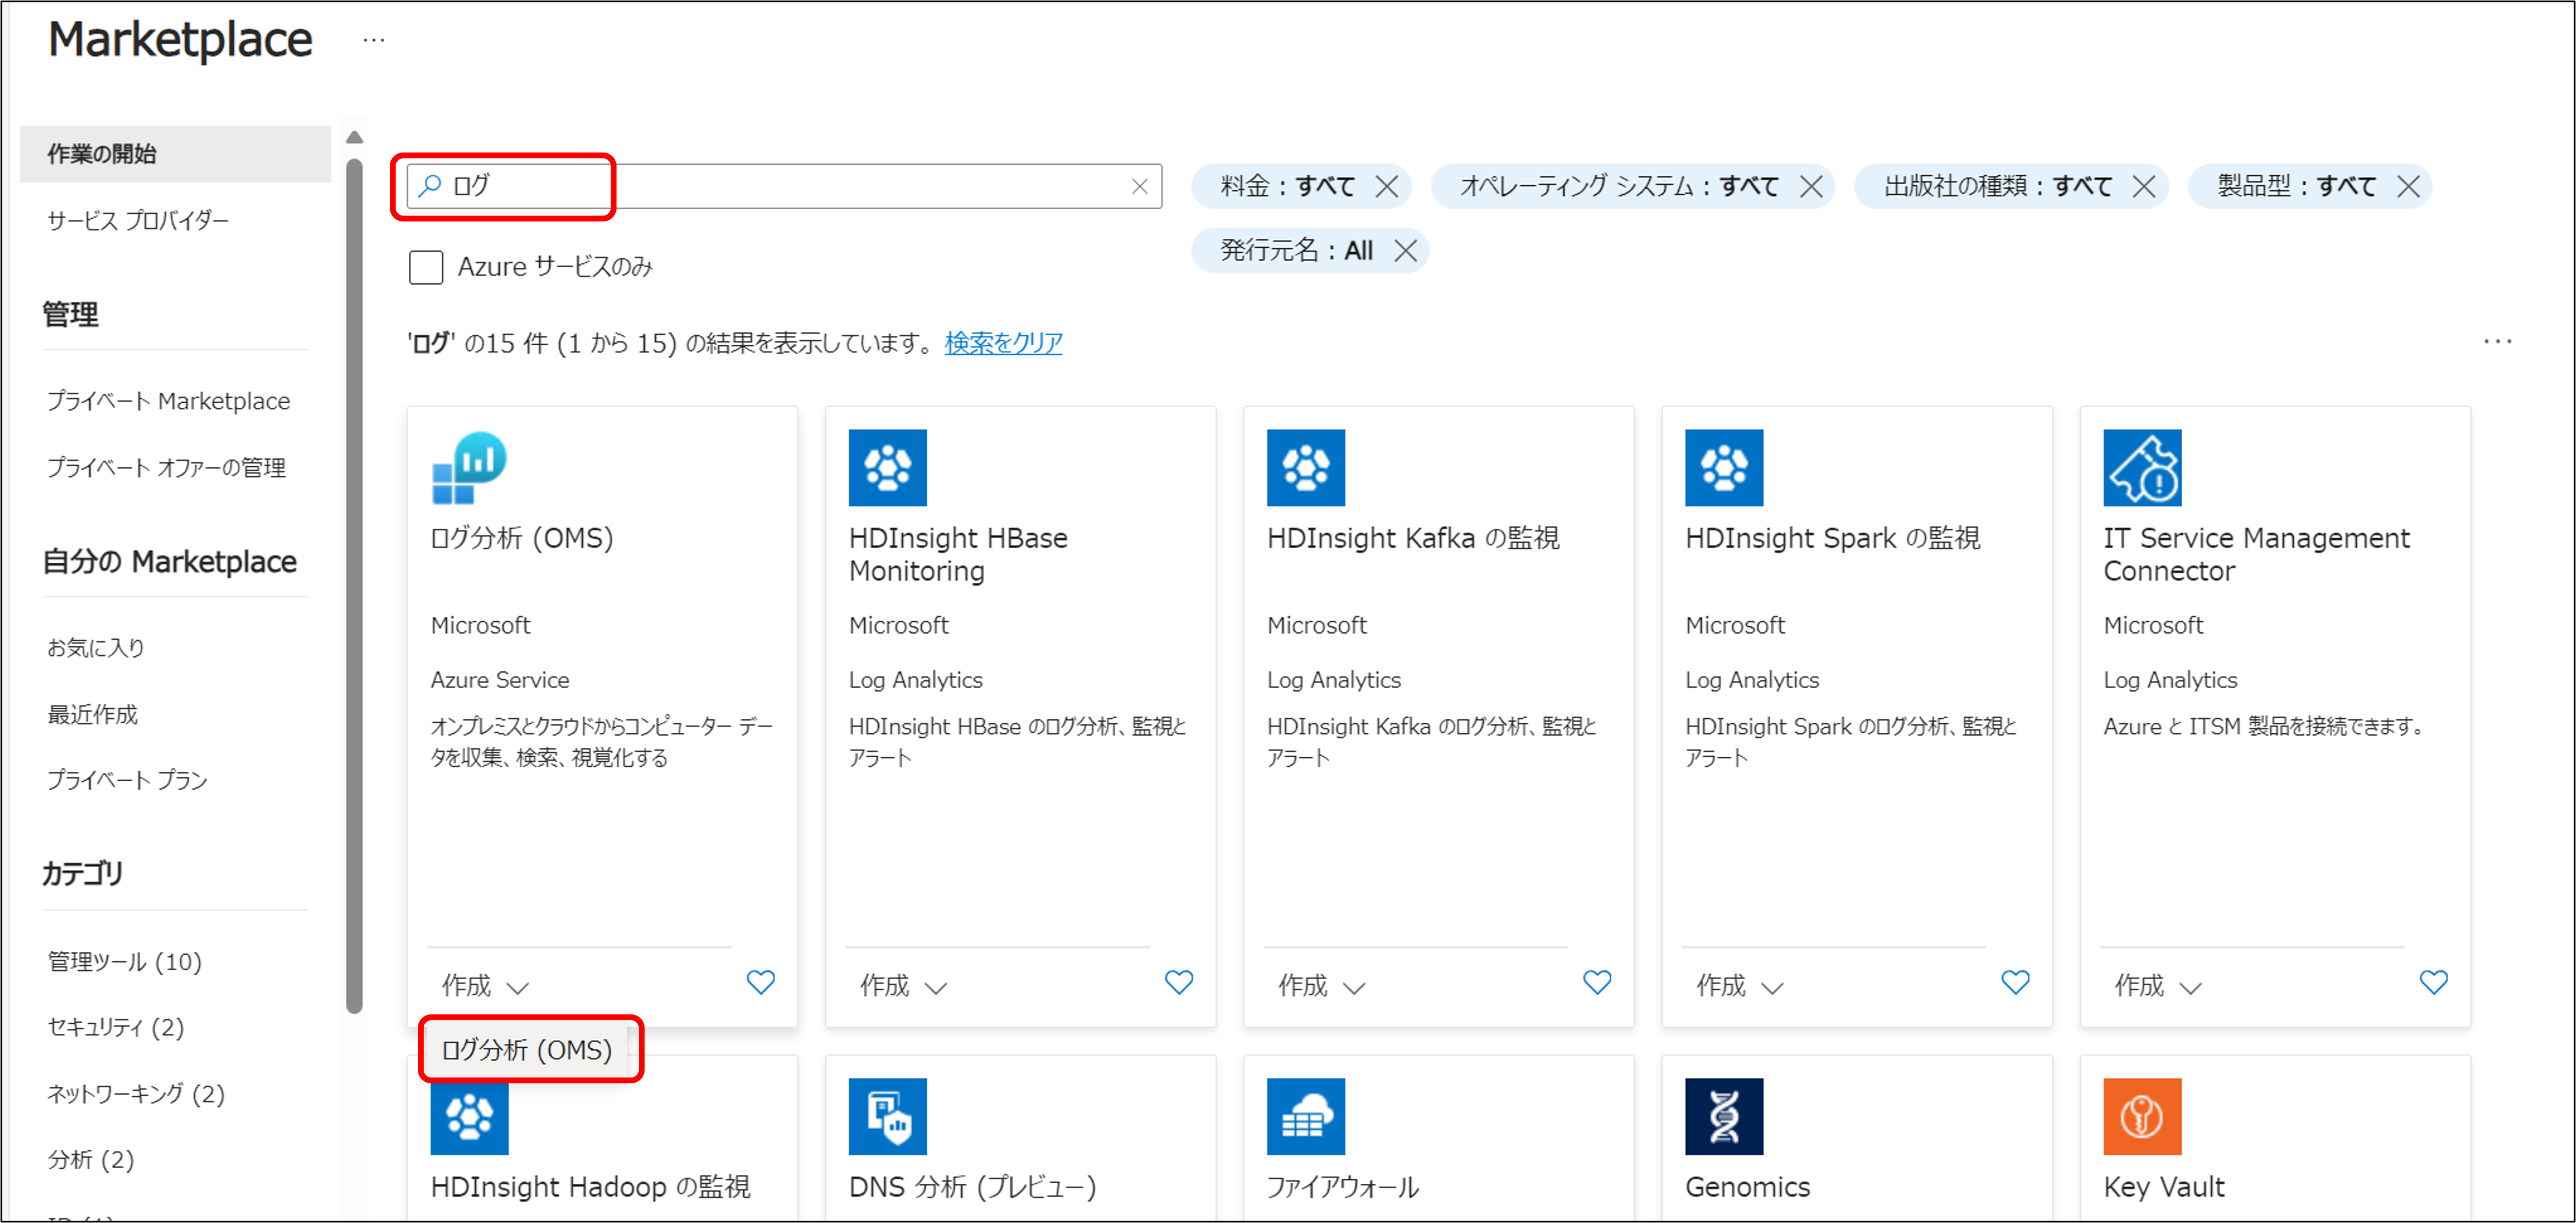 Marketplace ...
作業の開始
サービス プロバイダー
管理
プライベート Marketplace
プライベート オファーの管理
自分の Marketplace
お気に入り
最近作成
プライベート プラン
カテゴリ
管理ツール (10)
セキュリティ (2)
ネットワーキング (2)
分析 (2)
ログ
料金 : すべて
オペレーティング システム : すべて
出版社の種類 : すべて
製品型 : すべて
発行元名 : All
Azure サービスのみ
'ログ' の15 件 (1 から 15) の結果を表示しています。 検索をクリア
...
ログ分析 (OMS)
Microsoft
Azure Service
オンプレミスとクラウドからコンピューター デー
タを収集、検索、視覚化する
作成
ログ分析 (OMS)
HDInsight HBase
Monitoring
Microsoft
Log Analytics
HDInsight HBase のログ分析、監視と
アラート
作成
HDInsight Kafka の監視
Microsoft
Log Analytics
HDInsight Kafka のログ分析、監視と
アラート
作成
HDInsight Spark の監視
Microsoft
Log Analytics
HDInsight Spark のログ分析、監視と
アラート
作成
IT Service Management
Connector
Microsoft
Log Analytics
Azure と ITSM 製品を接続できます。
作成
HDInsight Hadoop の監視
DNS 分析 (プレビュー)
ファイアウォール
Genomics
Key Vault